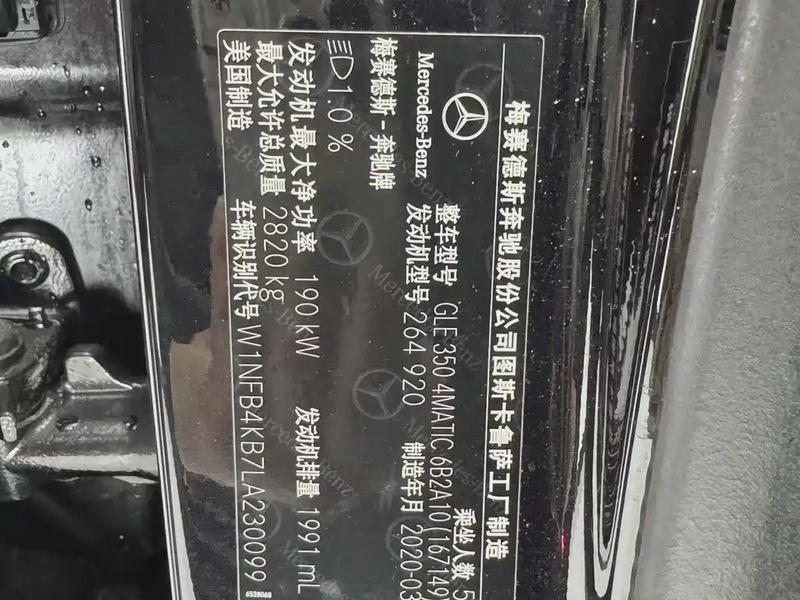 梅赛德斯奔驰股份公司图斯卡鲁萨工厂制造
Mercedes-Benz
整车型号 GLE 350 4MATIC 6B2A10(167149
乘坐人数 5
梅赛德斯-奔驰牌
发动机型号 264 920
制造年月 2020-03
1.0 %
发动机最大净功率 190 kW
发动机排量 1991 mL
最大允许总质量 2820 kg
美国制造
车辆识别代号 W1NFB4KB7LA230099
6528068